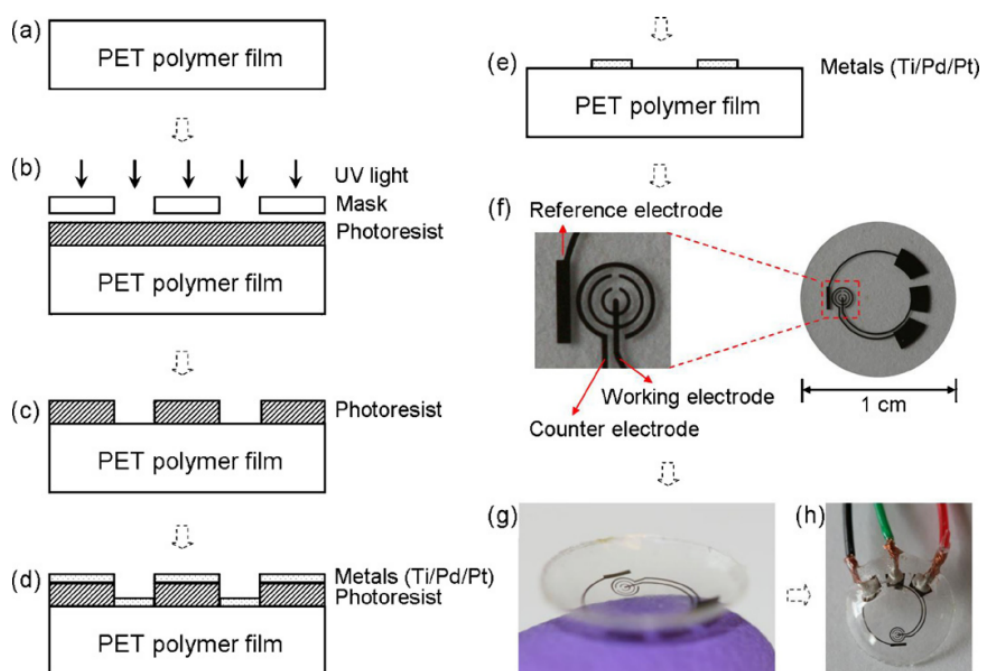 (a)
PET polymer film
(b)
UV light
Mask
Photoresist
PET polymer film
(c)
Photoresist
PET polymer film
(d)
Metals (Ti/Pd/Pt)
Photoresist
PET polymer film
(e)
Metals (Ti/Pd/Pt)
PET polymer film
(f)
Reference electrode
Working electrode
Counter electrode
1 cm
(g)
(h)